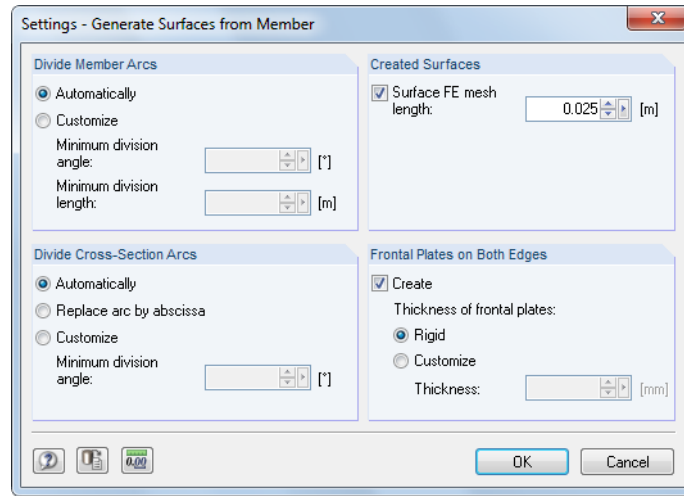 Settings - Generate Surfaces from Member
Divide Member Arcs
Automatically
Customize
Minimum division
angle:
[°]
Minimum division
length:
[m]
Created Surfaces
Surface FE mesh
length:
0.025
[m]
Divide Cross-Section Arcs
Automatically
Replace arc by abscissa
Customize
Minimum division
angle:
[°]
Frontal Plates on Both Edges
Create
Thickness of frontal plates:
Rigid
Customize
Thickness:
[mm]
0.00
OK
Cancel